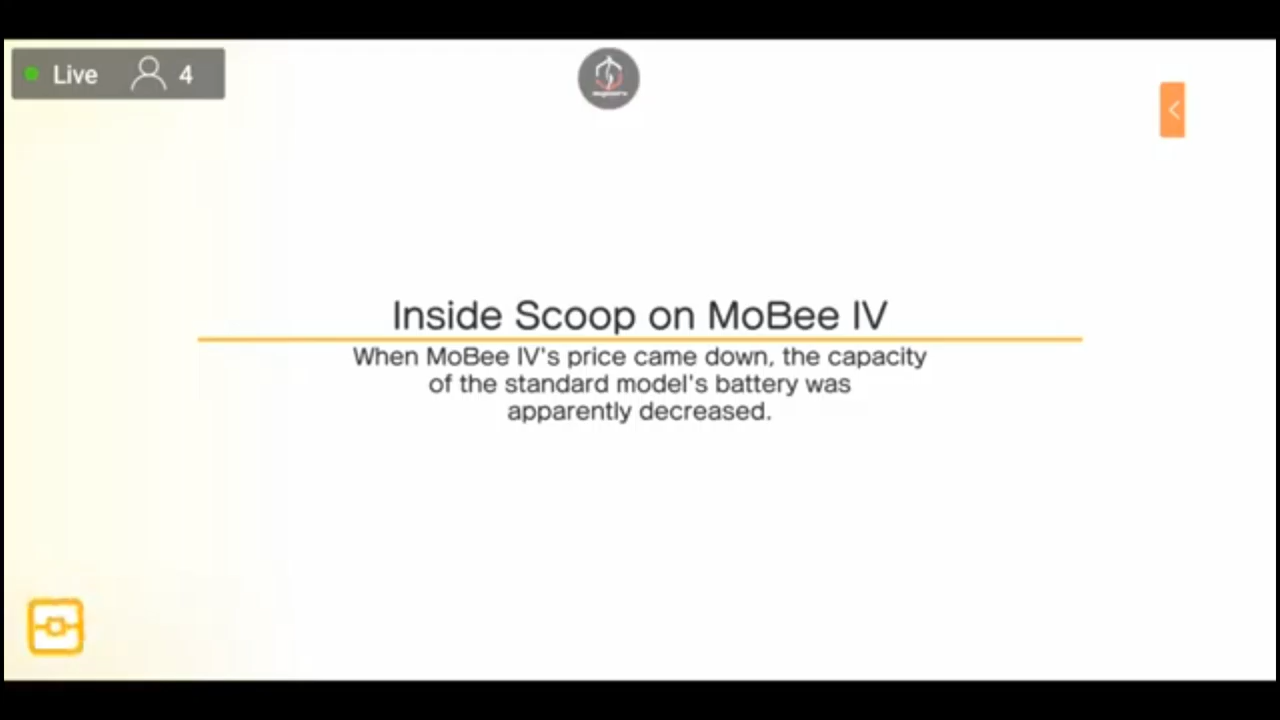 Live 4
Inside Scoop on MoBee IV
When MoBee IV's price came down, the capacity
of the standard model's battery was
apparently decreased.